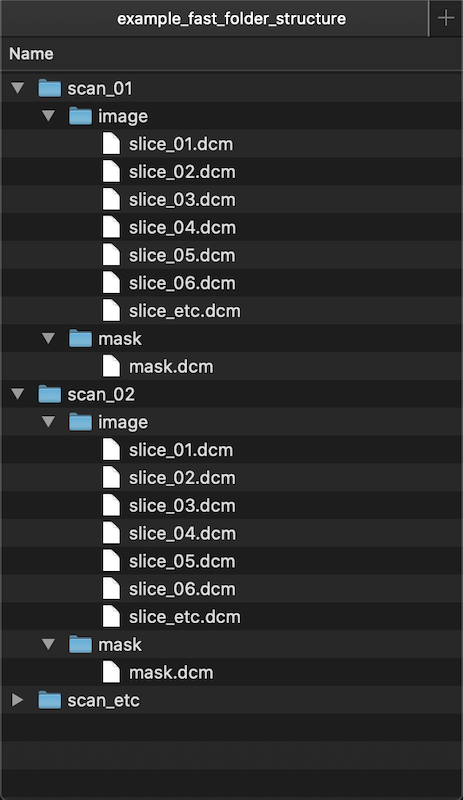 example_fast_folder_structure
Name
scan_01
image
slice_01.dcm
slice_02.dcm
slice_03.dcm
slice_04.dcm
slice_05.dcm
slice_06.dcm
slice_etc.dcm
mask
mask.dcm
scan_02
image
slice_01.dcm
slice_02.dcm
slice_03.dcm
slice_04.dcm
slice_05.dcm
slice_06.dcm
slice_etc.dcm
mask
mask.dcm
scan_etc